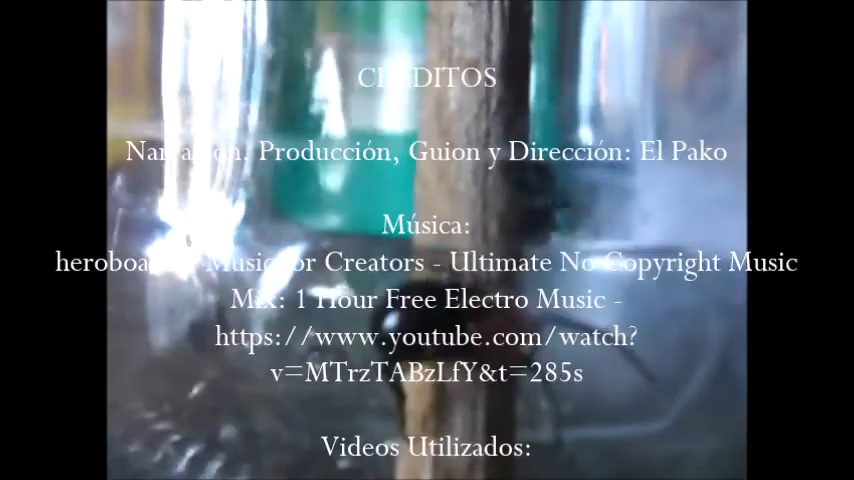 CRÉDITOS
Narración, Producción, Guion y Dirección: El Pako
Música:
heroboard - Music for Creators - Ultimate No Copyright Music
Mix: 1 Hour Free Electro Music -
https://www.youtube.com/watch?
v=MTrzTABzLfY&t=285s
Videos Utilizados: